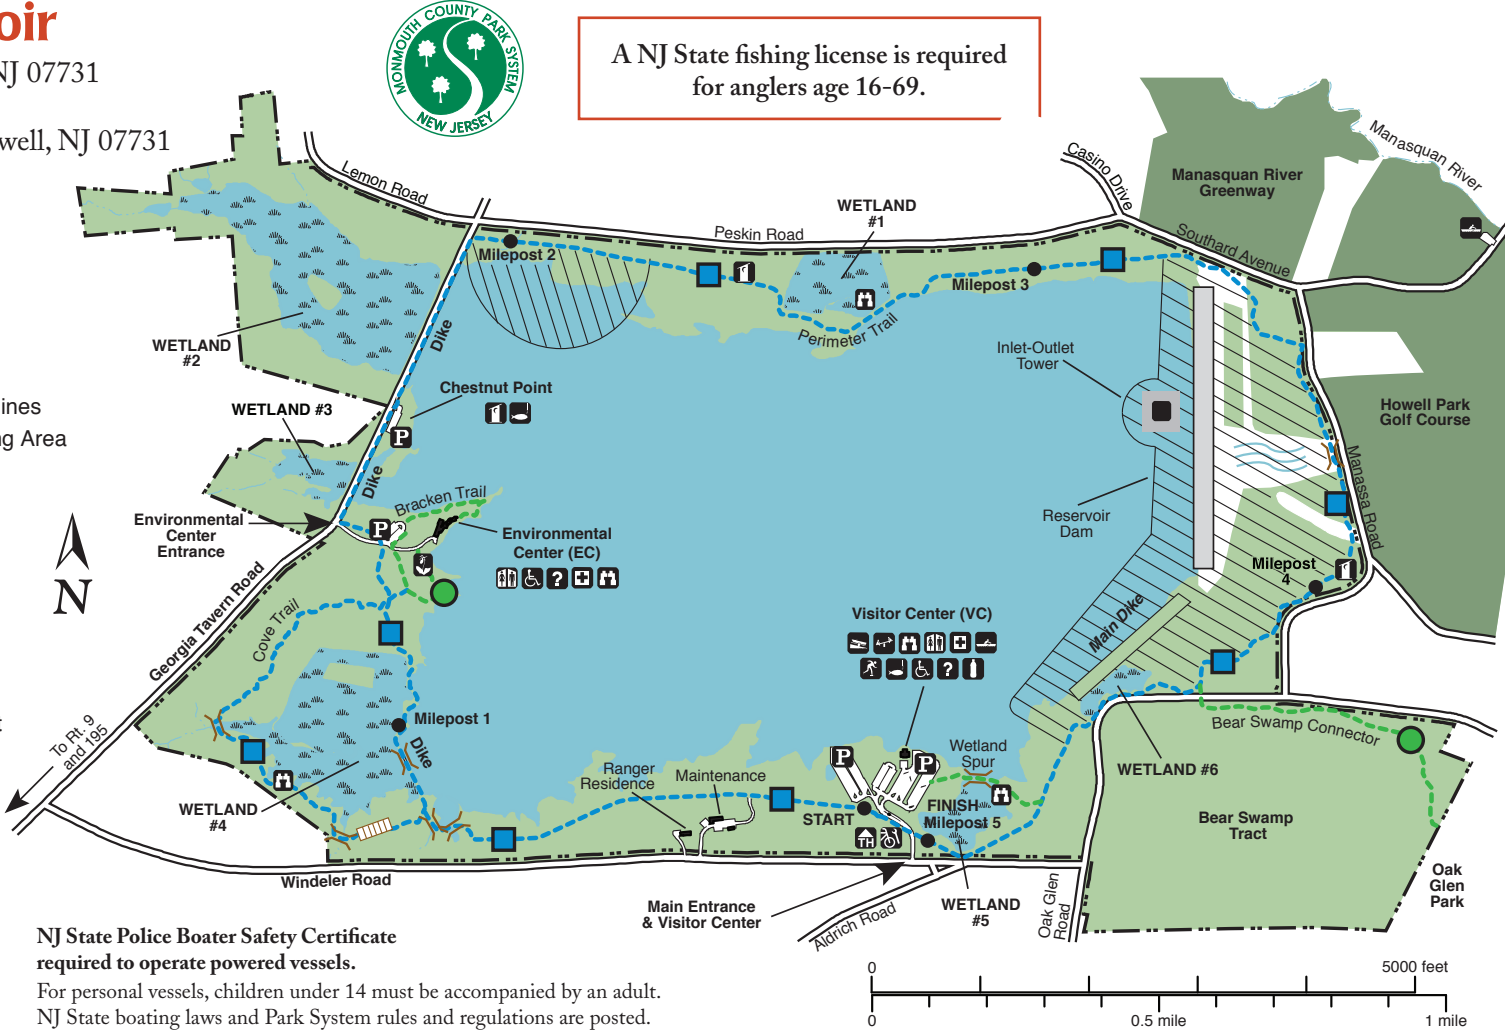 oir
NJ 07731
well, NJ 07731
MONMOUTH COUNTY PARK SYSTEM
NEW JERSEY
A NJ State fishing license is required
for anglers age 16-69.
Lemon Road
Peskin Road
Casino Drive
Southard Avenue
Manasquan River
Manasquan River
Greenway
WETLAND
#1
Milepost 2
Milepost 3
Perimeter Trail
WETLAND
#2
Dike
Inlet-Outlet
Tower
Chestnut Point
P
WETLAND #3
ines
g Area
Howell Park
Golf Course
Manassa Road
Dike
Bracken Trail
Environmental
Center
Entrance
P
Environmental
Center (EC)
?
Reservoir
Dam
Milepost
4
N
Georgia Tavern Road
Cove Trail
Main Dike
Visitor Center (VC)
?
Milepost 1
Dike
To Rt. 9
and 195
t
Bear Swamp Connector
WETLAND #6
Wetland
Spur
P
P
Ranger
Residence
Maintenance
WETLAND
#4
START
FINISH
Milepost 5
TH
Bear Swamp
Tract
Oak
Glen
Park
Windeler Road
Main Entrance
& Visitor Center
Aldrich Road
WETLAND
#5
Oak Glen
Road
NJ State Police Boater Safety Certificate
required to operate powered vessels.
For personal vessels, children under 14 must be accompanied by an adult.
NJ State boating laws and Park System rules and regulations are posted.
0
5000 feet
0
0.5 mile
1 mile